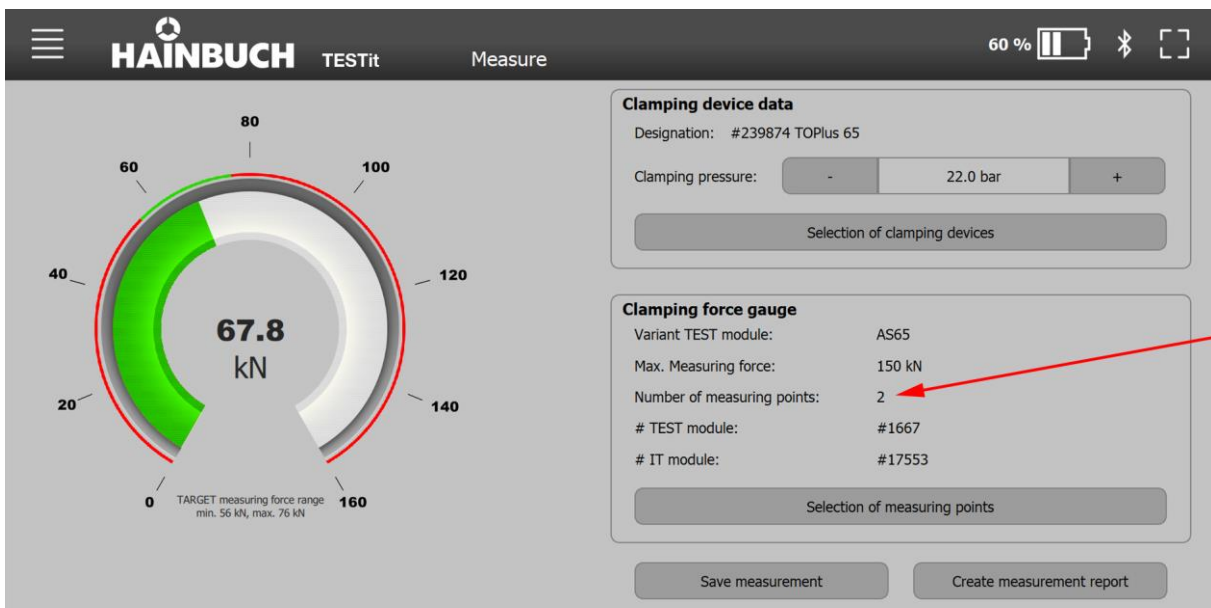 HAINBUCH TESTit Measure 60 %
80
60
100
40
120
67.8
kN
20
140
0
160
TARGET measuring force range
min. 56 kN, max. 76 kN
Clamping device data
Designation: #239874 TOPlus 65
Clamping pressure: - 22.0 bar +
Selection of clamping devices
Clamping force gauge
Variant TEST module: AS65
Max. Measuring force: 150 kN
Number of measuring points: 2
# TEST module: #1667
# IT module: #17553
Selection of measuring points
Save measurement Create measurement report